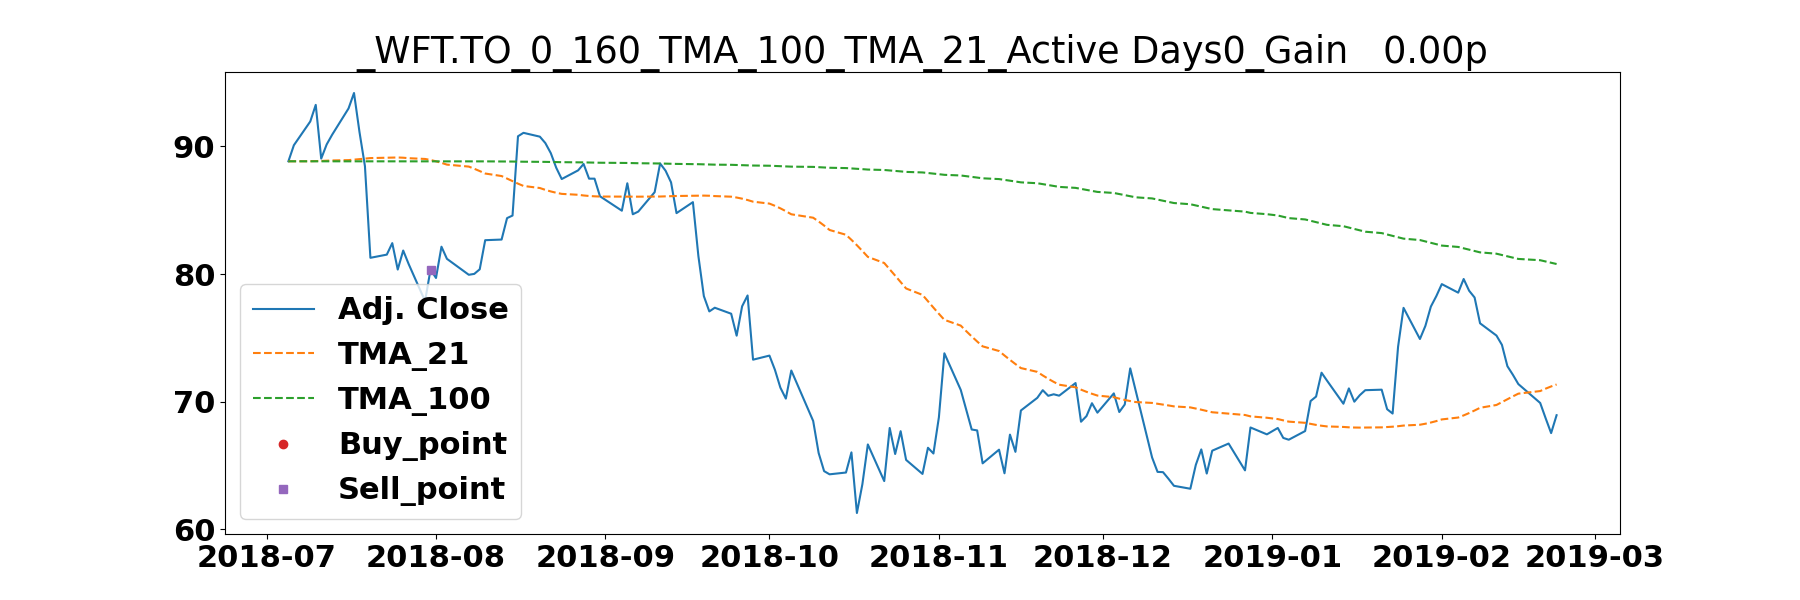 _WFT.TO_0_160_TMA_100_TMA_21_Active Days0_Gain   0.00p
90
80
70
60
Adj. Close
TMA_21
TMA_100
Buy_point
Sell_point
2018-07 2018-08 2018-09 2018-10 2018-11 2018-12 2019-01 2019-02 2019-03